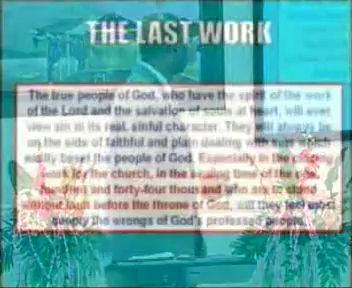 THE LAST WORK
The true people of God, who have the spirit of the work
of the Lord and the salvation of souls at heart, will ever
view sin in its real, sinful character. They will always be
on the side of faithful and plain dealing with sins which
easily beset the people of God. Especially in the closing
work for the church, in the sealing time of the one
hundred and forty-four thousand who are to stand
without fault before the throne of God, will they feel most
deeply the wrongs of God's professed people.